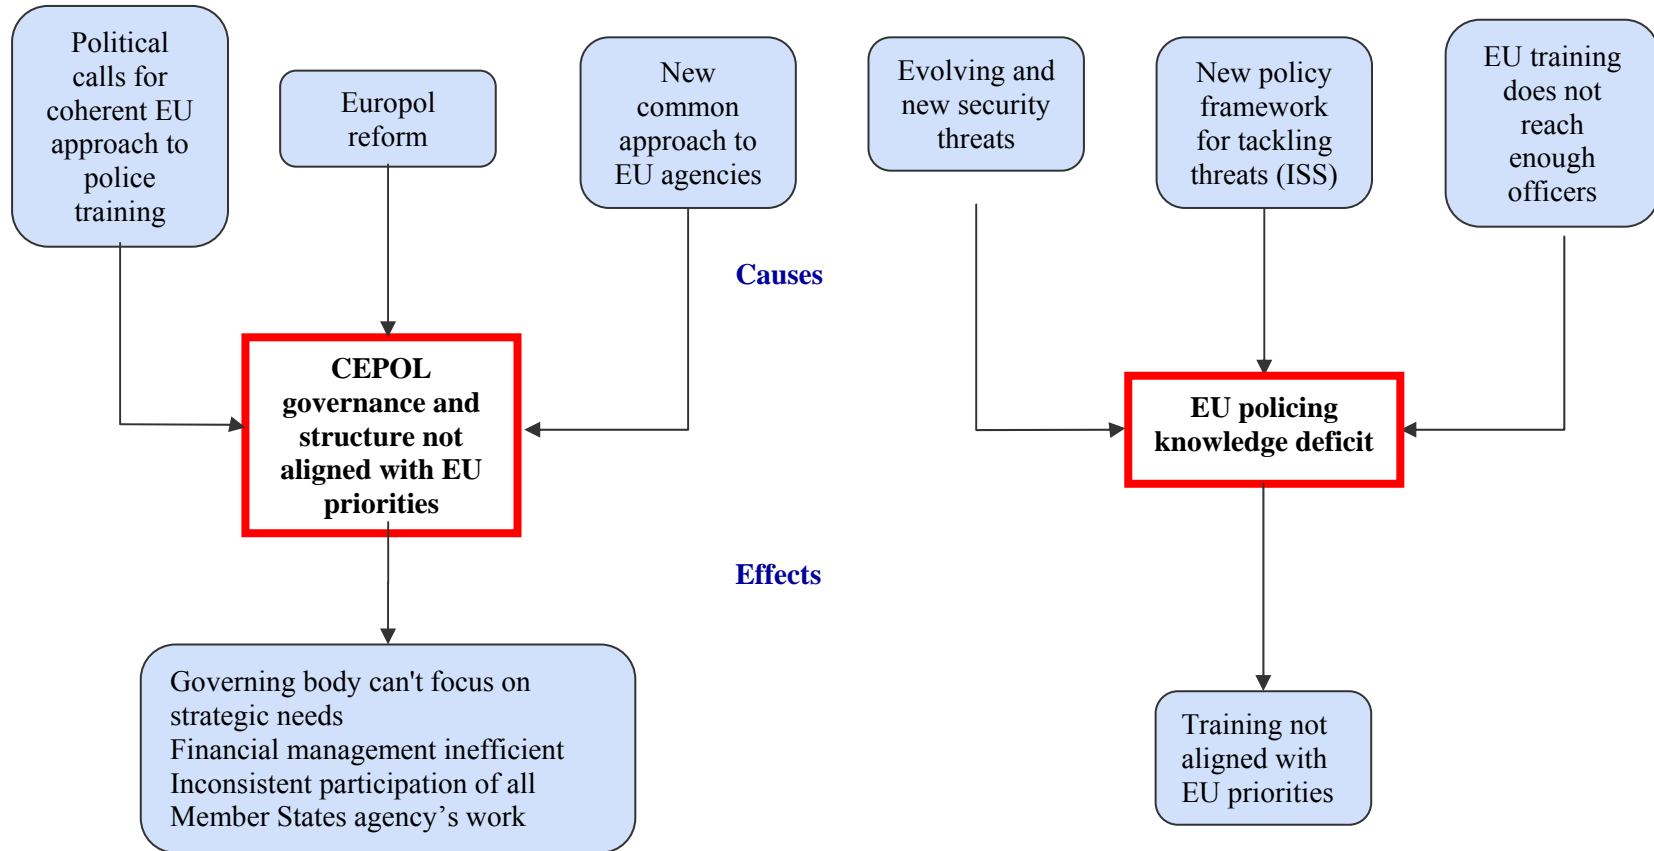 Political
calls for
coherent EU
approach to
police
training
Europol
reform
New
common
approach to
EU agencies
Evolving and
new security
threats
New policy
framework
for tackling
threats (ISS)
EU training
does not
reach
enough
officers
Causes
CEPOL
governance and
structure not
aligned with EU
priorities
EU policing
knowledge deficit
Effects
Governing body can't focus on
strategic needs
Financial management inefficient
Inconsistent participation of all
Member States agency’s work
Training not
aligned with
EU priorities